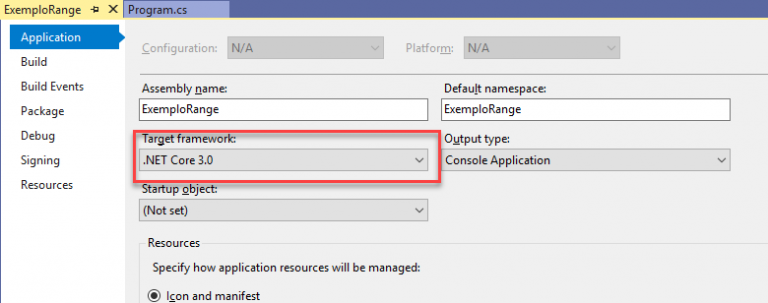 ExemploRange Program.cs
Application
Build
Build Events
Package
Debug
Signing
Resources
Configuration: N/A Platform: N/A
Assembly name: Default namespace:
ExemploRange ExemploRange
Target framework: Output type:
.NET Core 3.0 Console Application
Startup object:
(Not set)
Resources
Specify how application resources will be managed:
Icon and manifest